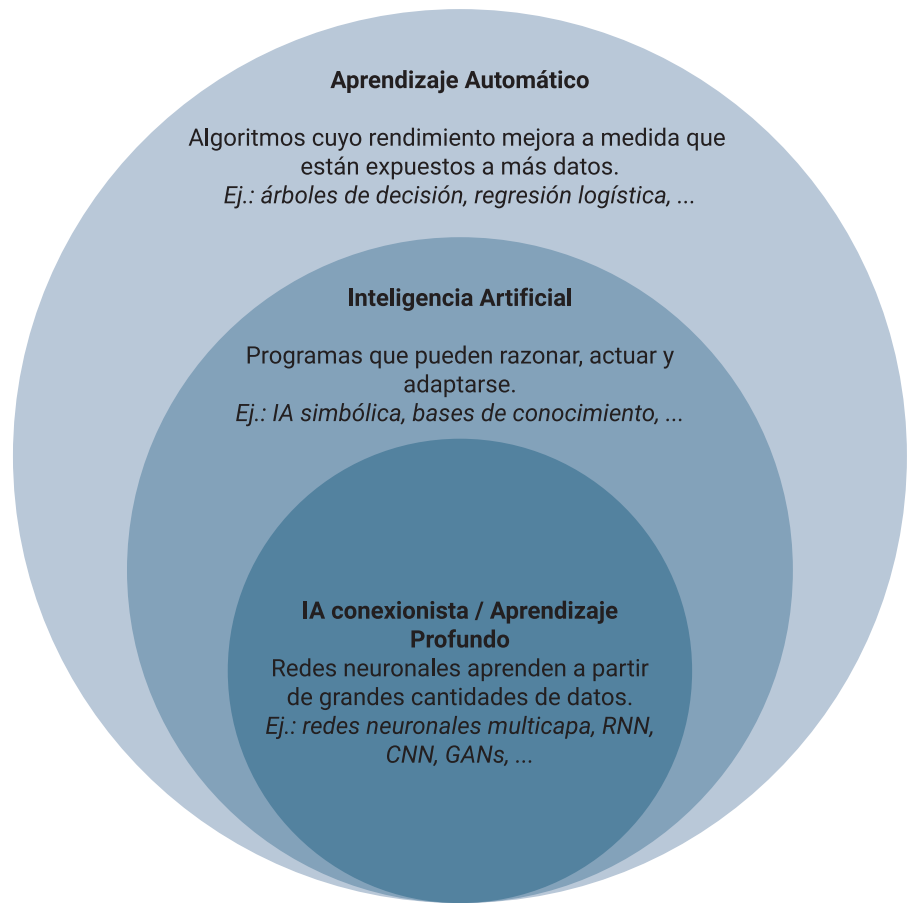 Aprendizaje Automático
Algoritmos cuyo rendimiento mejora a medida que
están expuestos a más datos.
Ej.: árboles de decisión, regresión logística, ...
Inteligencia Artificial
Programas que pueden razonar, actuar y
adaptarse.
Ej.: IA simbólica, bases de conocimiento, ...
IA conexionista / Aprendizaje
Profundo
Redes neuronales aprenden a partir
de grandes cantidades de datos.
Ej.: redes neuronales multicapa, RNN,
CNN, GANs, ...